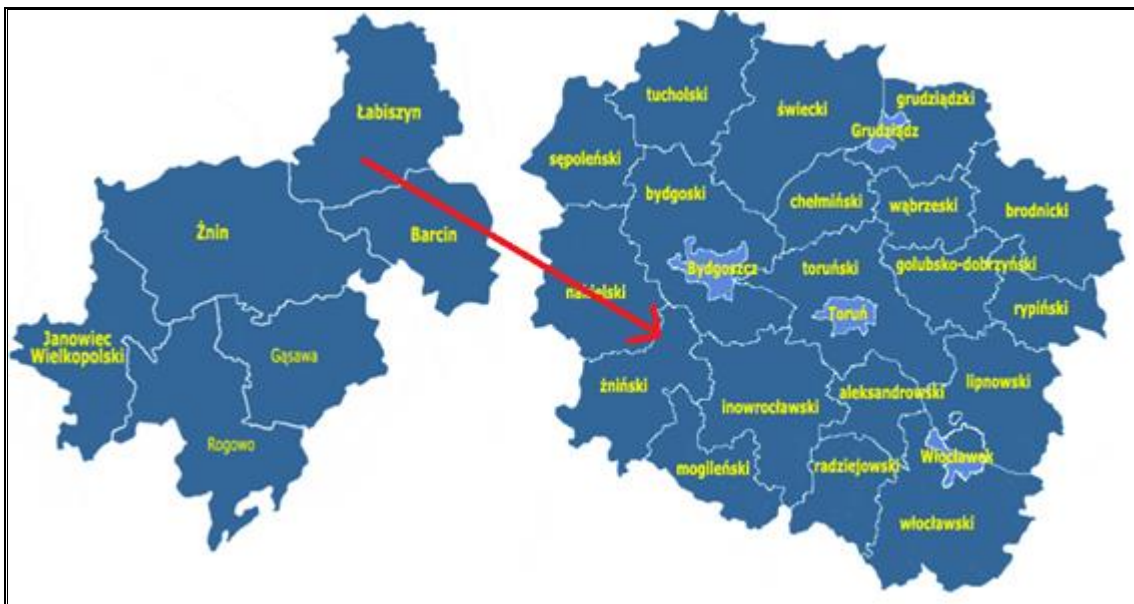 Łabiszyn
Żnin
Barcin
Janowiec
Wielkopolski
Gąsawa
Rogowo
tucholski
świecki
grudziądzki
Grudziądz
sępoleński
bydgoski
chełmiński
wąbrzeski
brodnicki
Bydgoszcz
toruński
golubsko-dobrzyński
nakielski
Toruń
rypiński
żniński
inowrocławski
aleksandrowski
lipnowski
mogileński
radziejowski
Włocławek
włocławski